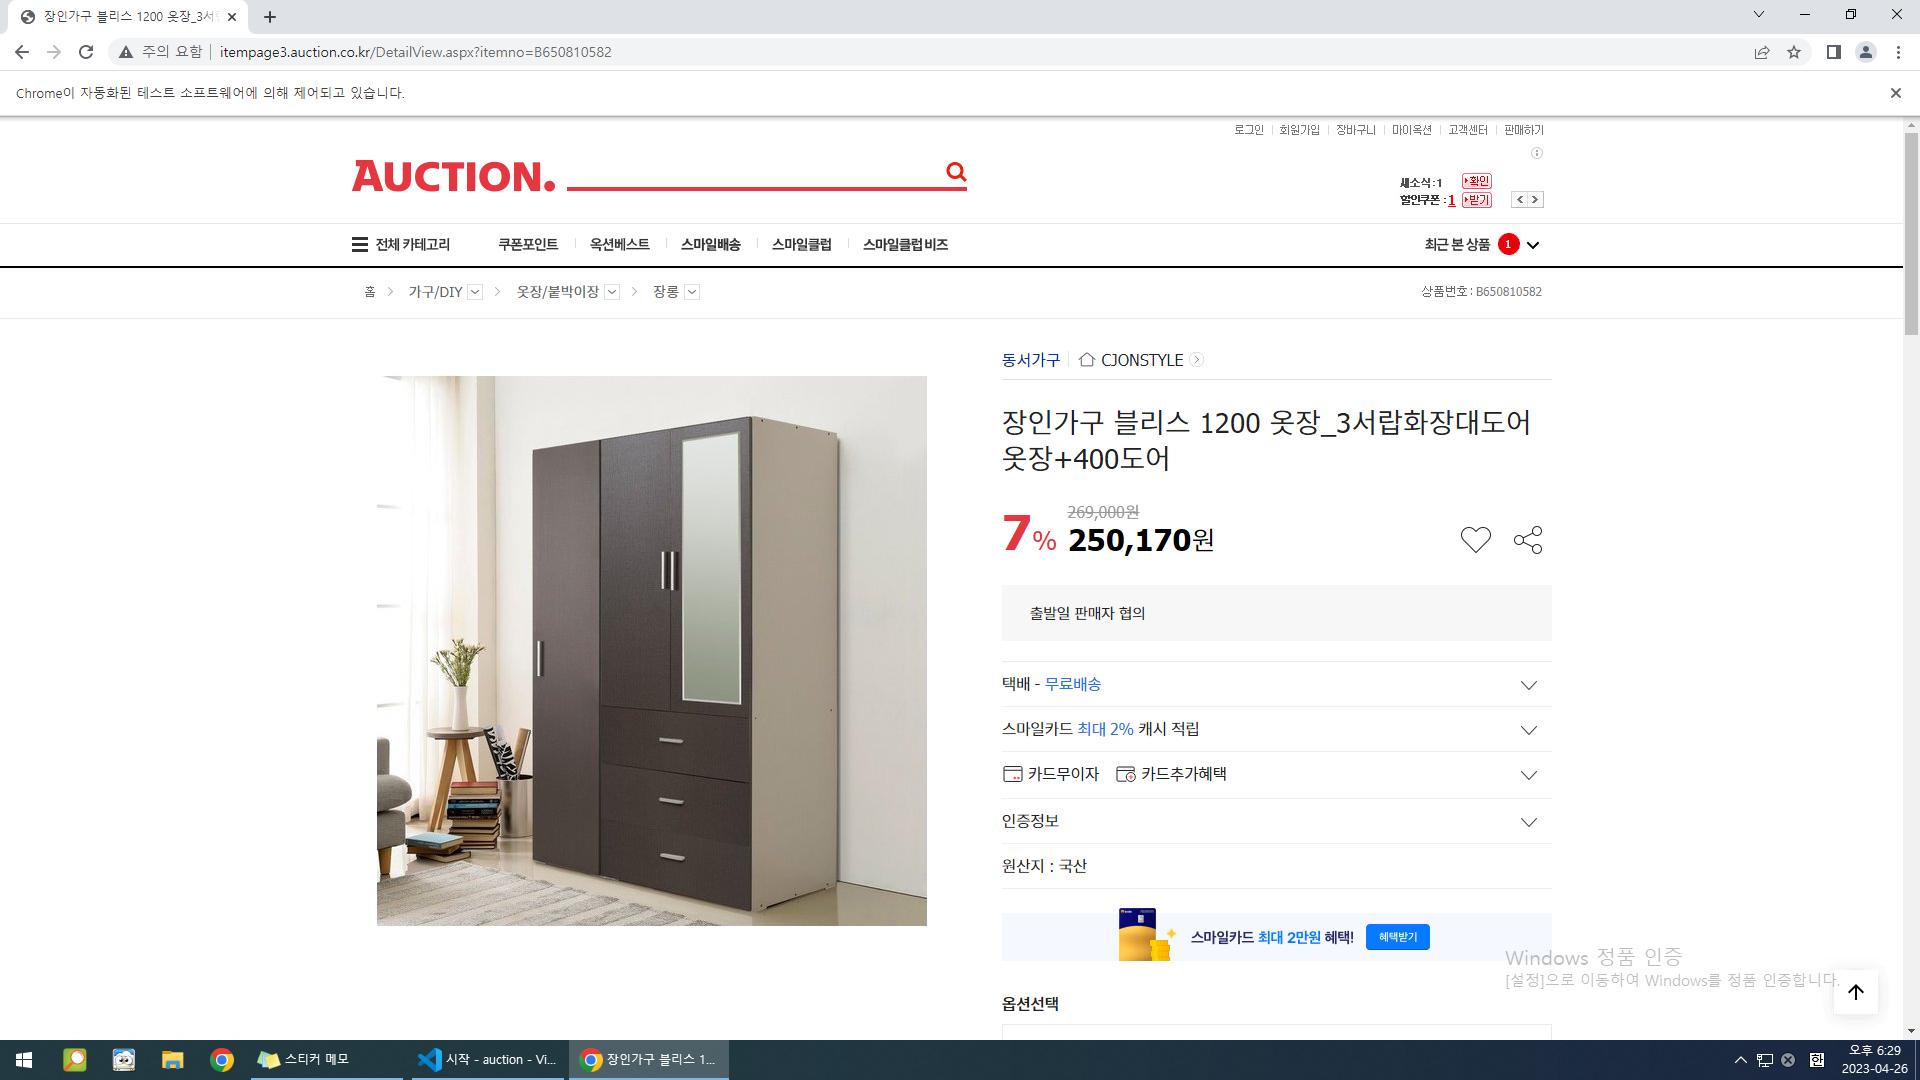 장인가구 블리스 1200 옷장_3서랍
주의 요함 itempage3.auction.co.kr/DetailView.aspx?itemno=B650810582
Chrome이 자동화된 테스트 소프트웨어에 의해 제어되고 있습니다.
로그인 회원가입 장바구니 마이옥션 고객센터 판매하기
AUCTION.
새소식:1 확인
할인쿠폰:1 받기
전체 카테고리 쿠폰포인트 옥션베스트 스마일배송 스마일클럽 스마일클럽 비즈 최근 본 상품 1
홈 가구/DIY 옷장/붙박이장 장롱 상품번호 : B650810582
동서가구 CJONSTYLE
장인가구 블리스 1200 옷장_3서랍화장대도어
옷장+400도어
269,000원
7% 250,170원
출발일 판매자 협의
택배 - 무료배송
스마일카드 최대 2% 캐시 적립
카드무이자 카드추가혜택
인증정보
원산지 : 국산
스마일카드 최대 2만원 혜택! 혜택받기
Windows 정품 인증
[설정]으로 이동하여 Windows를 정품 인증합니다.
옵션선택
스티커 메모 시작 - auction - Vi... 장인가구 블리스 1... 한 오후 6:29
2023-04-26